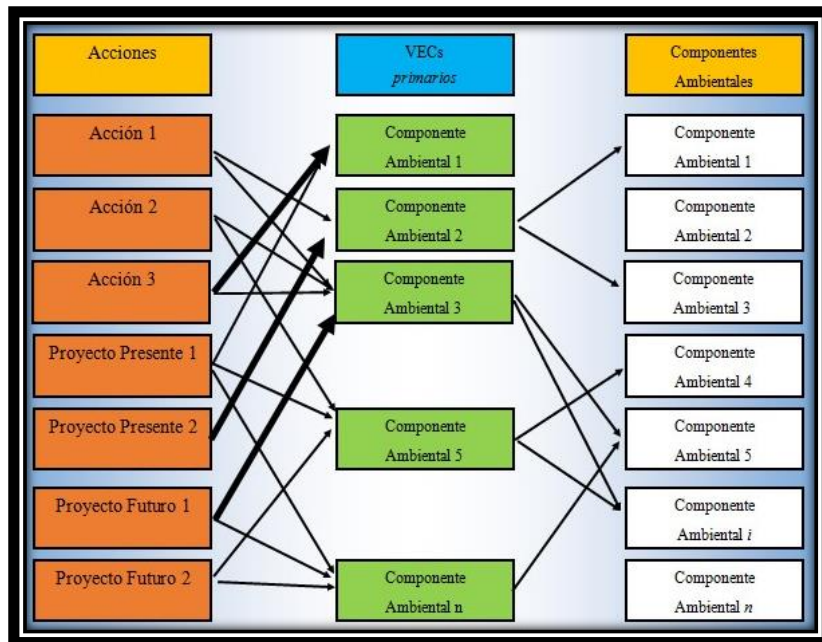 Acciones
VECs
primarios
Componentes
Ambientales
Acción 1
Componente
Ambiental 1
Componente
Ambiental 1
Acción 2
Componente
Ambiental 2
Componente
Ambiental 2
Acción 3
Componente
Ambiental 3
Componente
Ambiental 3
Proyecto Presente 1
Componente
Ambiental 4
Proyecto Presente 2
Componente
Ambiental 5
Componente
Ambiental 5
Proyecto Futuro 1
Componente
Ambiental i
Proyecto Futuro 2
Componente
Ambiental n
Componente
Ambiental n